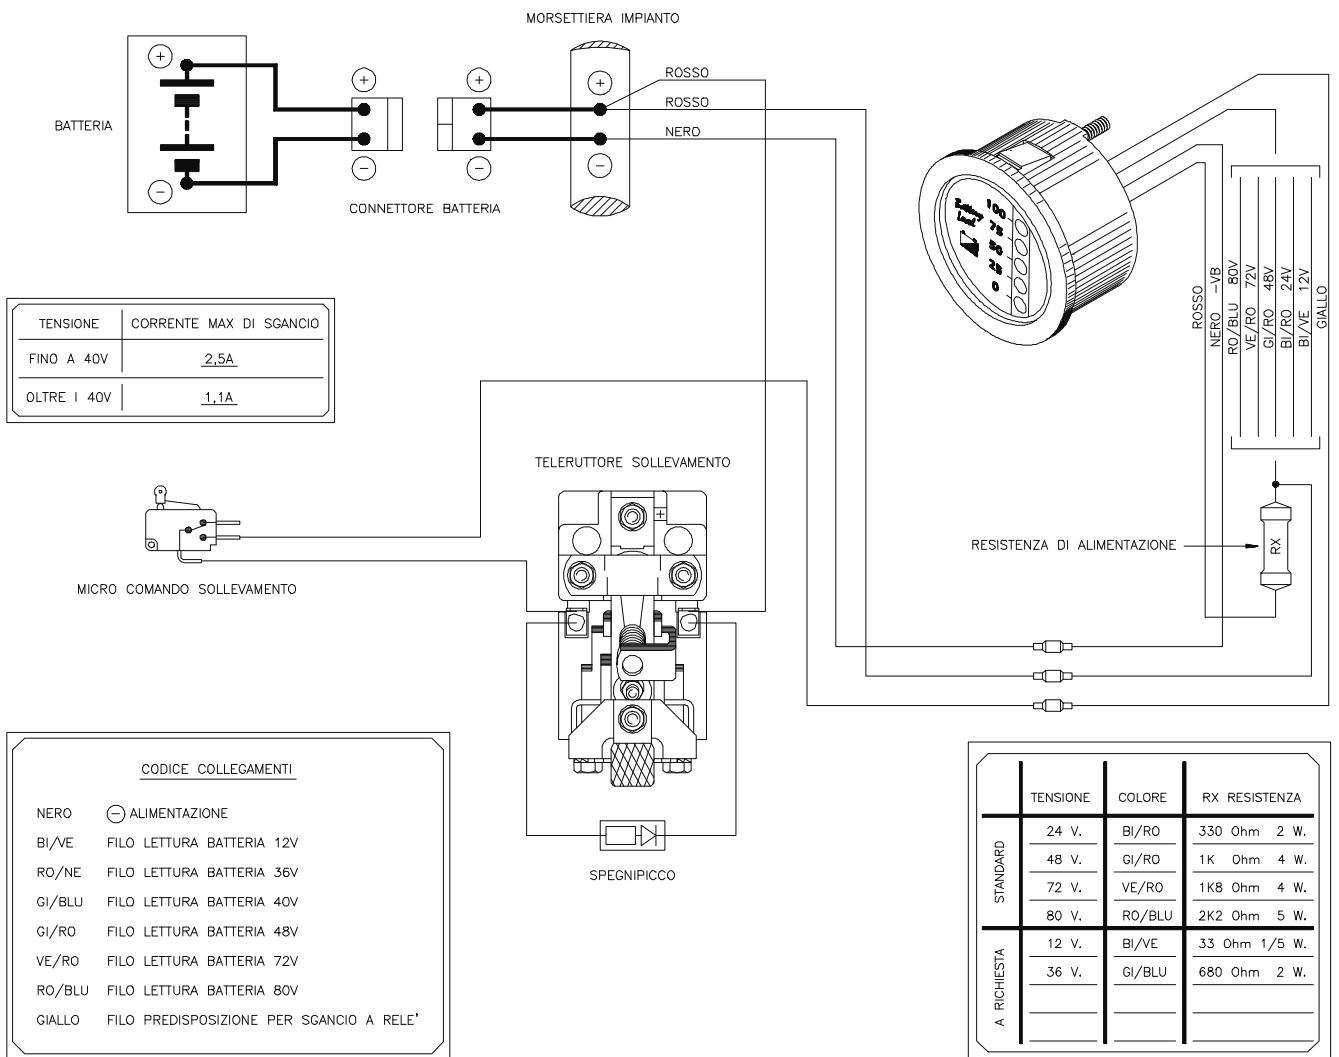 MORSETTIERA IMPIANTO
BATTERIA
+
-
+
-
+
-
CONNETTORE BATTERIA
+
-
ROSSO
ROSSO
NERO
Battery
Level
100
75
50
25
0
ROSSO
NERO -VB
RO/BLU 80V
VE/RO 72V
GI/RO 48V
BI/RO 24V
BI/VE 12V
GIALLO
TENSIONE CORRENTE MAX DI SGANCIO
FINO A 40V 2,5A
OLTRE I 40V 1,1A
TELERUTTORE SOLLEVAMENTO
+
MICRO COMANDO SOLLEVAMENTO
RESISTENZA DI ALIMENTAZIONE
RX
SPEGNIPICCO
CODICE COLLEGAMENTI
NERO - ALIMENTAZIONE
BI/VE FILO LETTURA BATTERIA 12V
RO/NE FILO LETTURA BATTERIA 36V
GI/BLU FILO LETTURA BATTERIA 40V
GI/RO FILO LETTURA BATTERIA 48V
VE/RO FILO LETTURA BATTERIA 72V
RO/BLU FILO LETTURA BATTERIA 80V
GIALLO FILO PREDISPOSIZIONE PER SGANCIO A RELE'
TENSIONE COLORE RX RESISTENZA
STANDARD
24 V. BI/RO 330 Ohm 2 W.
48 V. GI/RO 1K Ohm 4 W.
72 V. VE/RO 1K8 Ohm 4 W.
80 V. RO/BLU 2K2 Ohm 5 W.
A RICHIESTA
12 V. BI/VE 33 Ohm 1/5 W.
36 V. GI/BLU 680 Ohm 2 W.